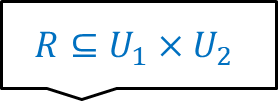 R ⊆ U₁ × U₂